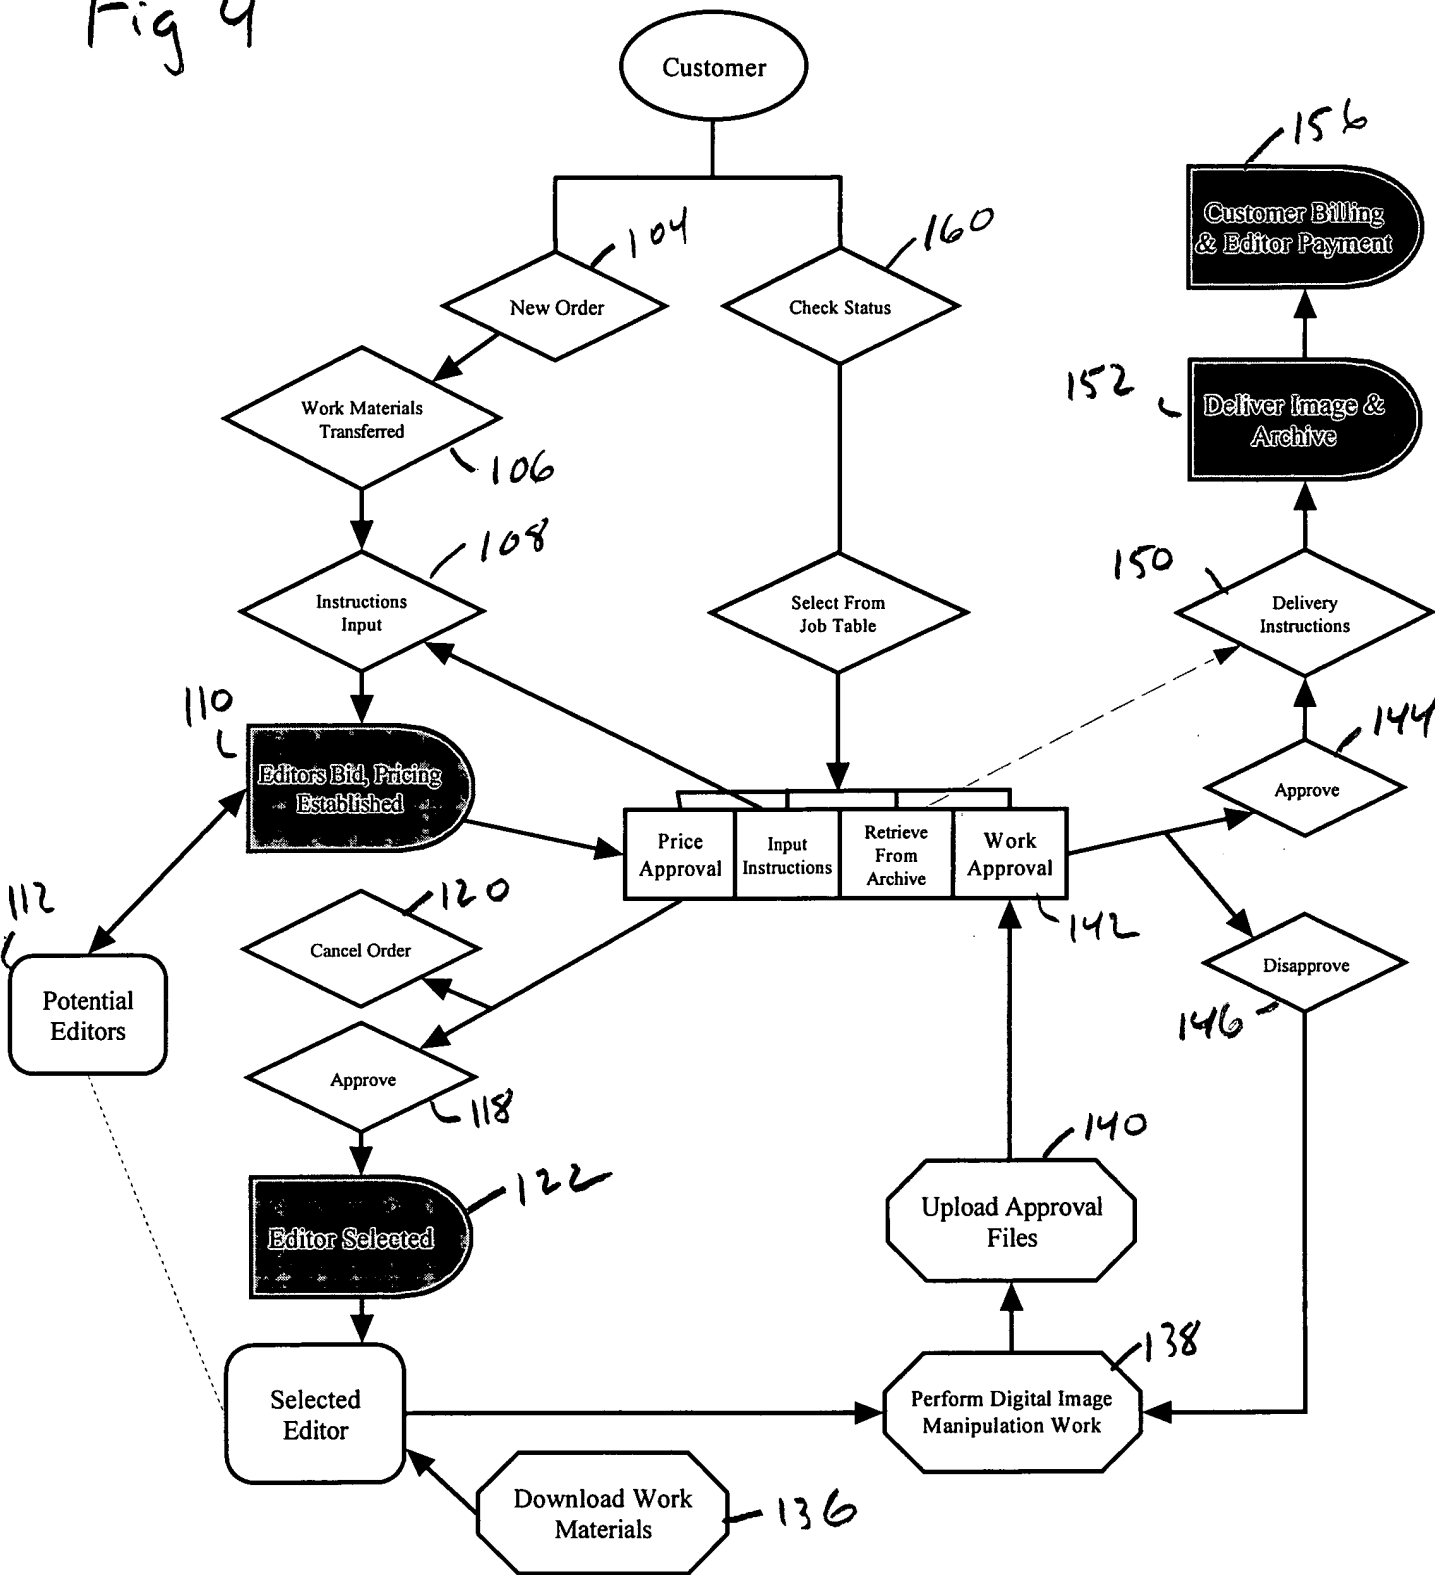 Fig 4
Customer
156
Customer Billing
& Editor Payment
104
160
New Order
Check Status
152
Deliver Image &
Archive
Work Materials
Transferred
106
108
150
Instructions
Input
Select From
Job Table
Delivery
Instructions
110
144
Editors Bid, Pricing
Established
Approve
Price
Approval
Input
Instructions
Retrieve
From
Archive
Work
Approval
142
112
120
Cancel Order
Disapprove
146
Potential
Editors
Approve
118
140
122
Upload Approval
Files
Editor Selected
138
Selected
Editor
Perform Digital Image
Manipulation Work
Download Work
Materials
136